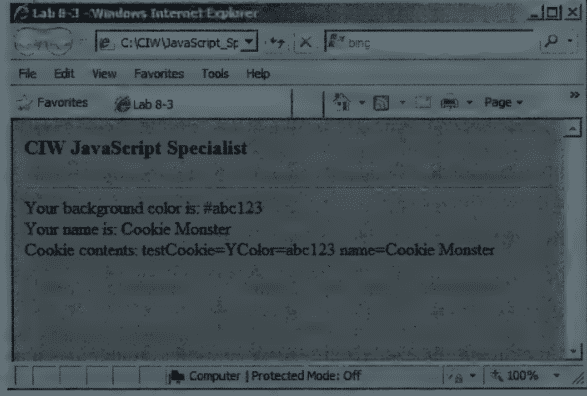 Lab 8-3 - Windows Internet Explorer
C:\CIW\JavaScript_Sp
bing
File Edit View Favorites Tools Help
Favorites Lab 8-3 Page
CIW JavaScript Specialist
Your background color is: #abc123
Your name is: Cookie Monster
Cookie contents: testCookie=YColor=abc123 name=Cookie Monster
Computer | Protected Mode: Off 100%